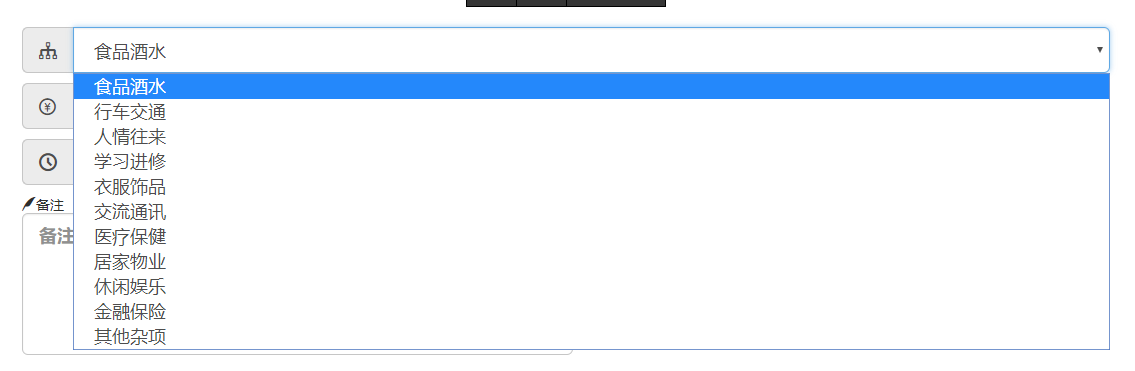 食品酒水
食品酒水
行车交通
人情往来
学习进修
衣服饰品
交流通讯
医疗保健
居家物业
休闲娱乐
金融保险
其他杂项
备注
备注